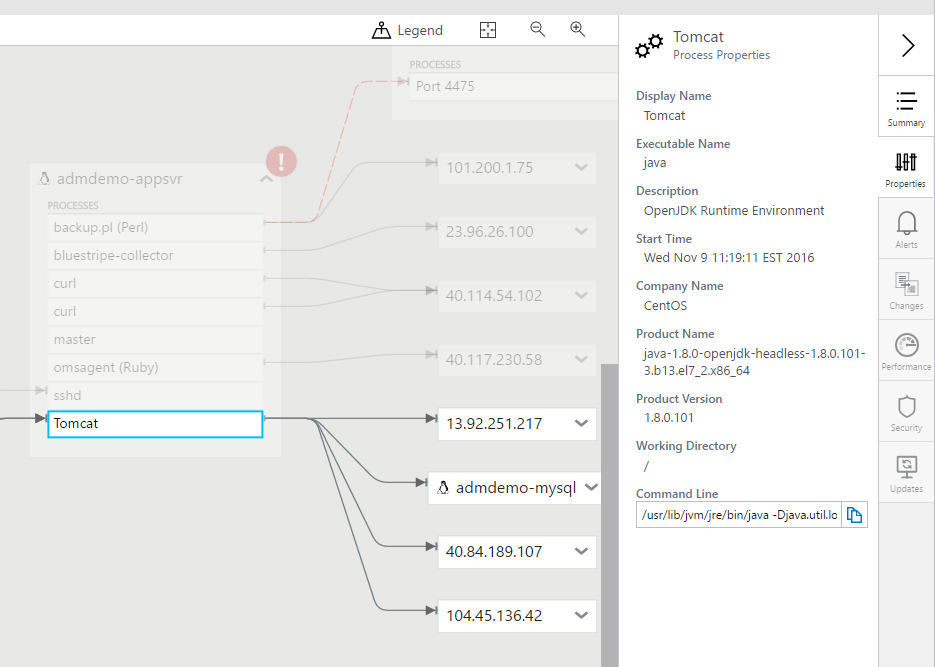 Legend
PROCESSES
Port 4475
admdemo-appsvr
!
PROCESSES
backup.pl (Perl)
bluestripe-collector
curl
curl
master
omsagent (Ruby)
sshd
Tomcat
101.200.1.75
23.96.26.100
40.114.54.102
40.117.230.58
13.92.251.217
admdemo-mysql
40.84.189.107
104.45.136.42
Tomcat
Process Properties
Display Name
Tomcat
Executable Name
java
Description
OpenJDK Runtime Environment
Start Time
Wed Nov 9 11:19:11 EST 2016
Company Name
CentOS
Product Name
java-1.8.0-openjdk-headless-1.8.0.101-
3.b13.el7_2.x86_64
Product Version
1.8.0.101
Working Directory
/
Command Line
/usr/lib/jvm/jre/bin/java -Djava.util.lo
Summary
Properties
Alerts
Changes
Performance
Security
Updates